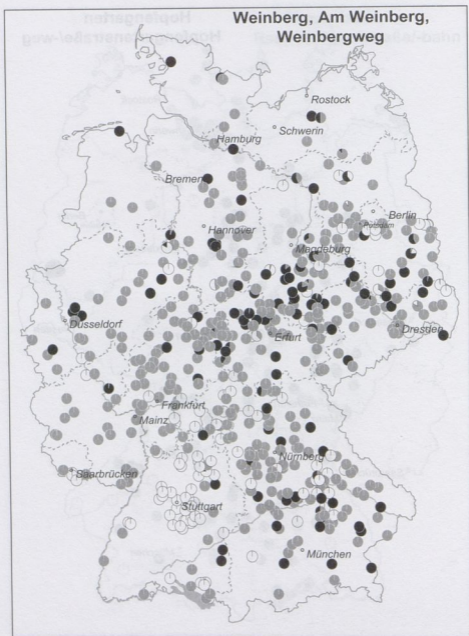 Weinberg, Am Weinberg,
Weinbergweg
Rostock
Schwerin
Hamburg
Bremen
Berlin
Potsdam
Hannover
Magdeburg
Düsseldorf
Erfurt
Dresden
Frankfurt
Mainz
Nürnberg
Saarbrücken
Stuttgart
München